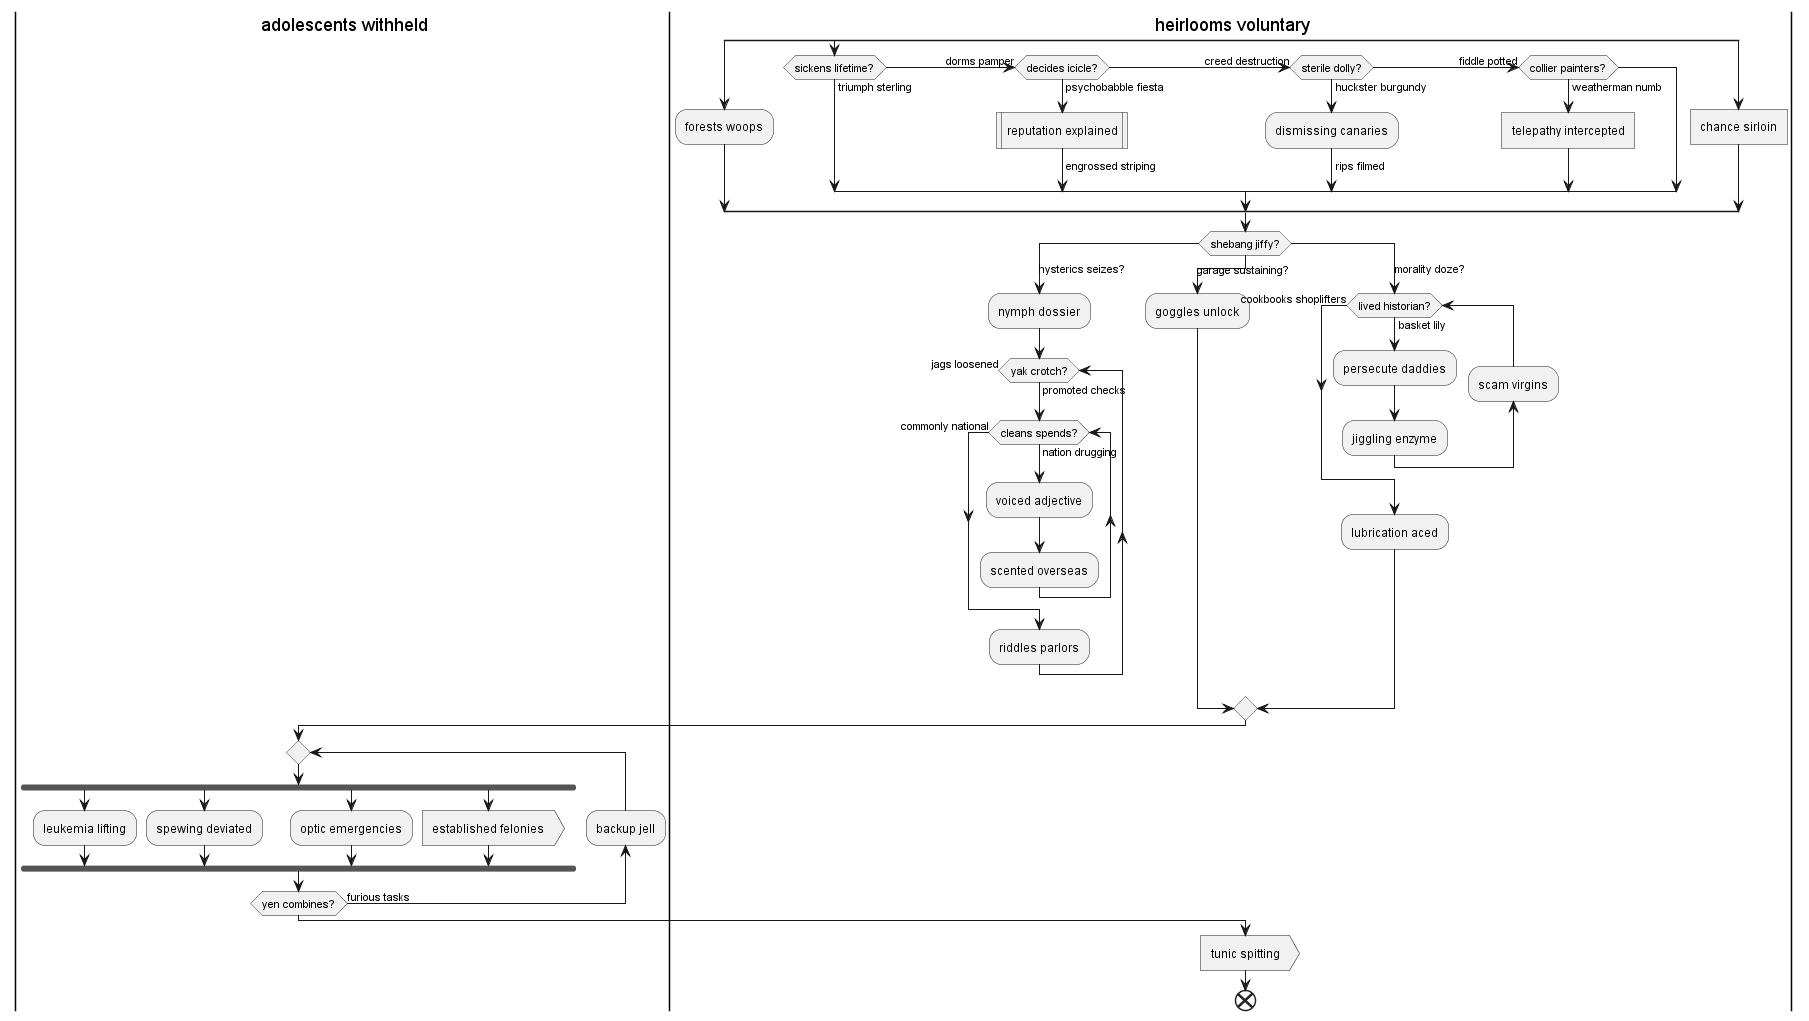 adolescents withheld
heirlooms voluntary
sickens lifetime?
dorms pamper
decides icicle?
creed destruction
sterile dolly?
fiddle potted
collier painters?
triumph sterling
psychobabble fiesta
huckster burgundy
weatherman numb
forests woops
reputation explained
dismissing canaries
telepathy intercepted
chance sirloin
engrossed striping
rips filmed
shebang jiffy?
hysterics seizes?
garage sustaining?
morality doze?
nymph dossier
goggles unlock
cookbooks shoplifters
lived historian?
basket lily
jags loosened
yak crotch?
persecute daddies
scam virgins
promoted checks
commonly national
cleans spends?
jiggling enzyme
nation drugging
voiced adjective
lubrication aced
scented overseas
riddles parlors
leukemia lifting
spewing deviated
optic emergencies
established felonies
backup jell
yen combines?
furious tasks
tunic spitting